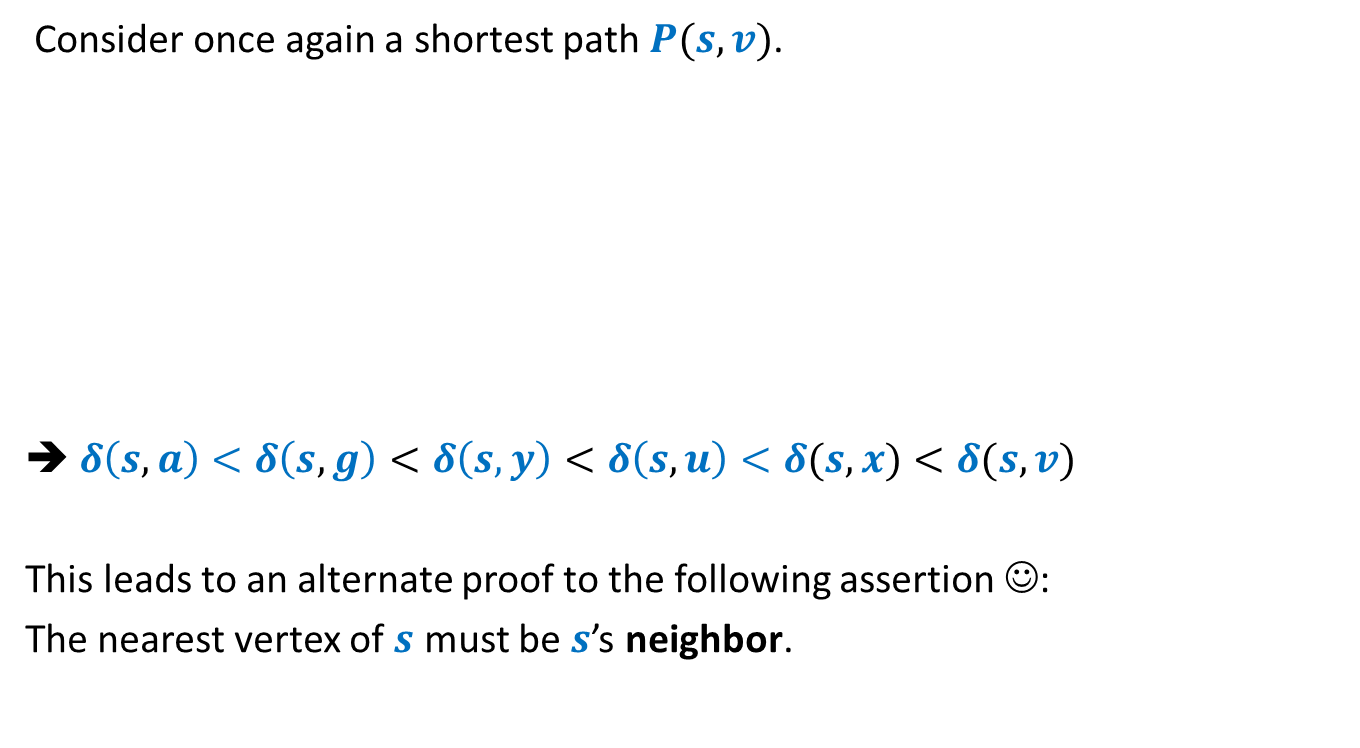 Consider once again a shortest path P(s, v).
➔ δ(s, a) < δ(s, g) < δ(s, y) < δ(s, u) < δ(s, x) < δ(s, v)
This leads to an alternate proof to the following assertion ☺:
The nearest vertex of s must be s’s neighbor.